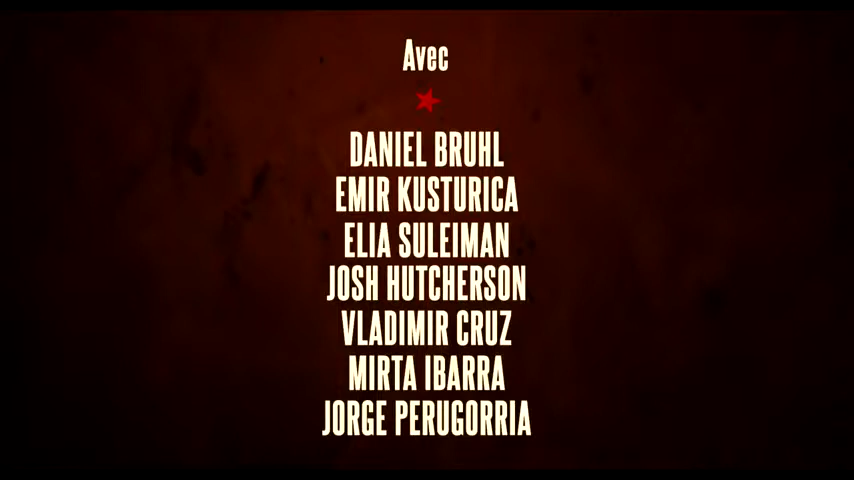 Avec
DANIEL BRUHL
EMIR KUSTURICA
ELIA SULEIMAN
JOSH HUTCHERSON
VLADIMIR CRUZ
MIRTA IBARRA
JORGE PERUGORRIA